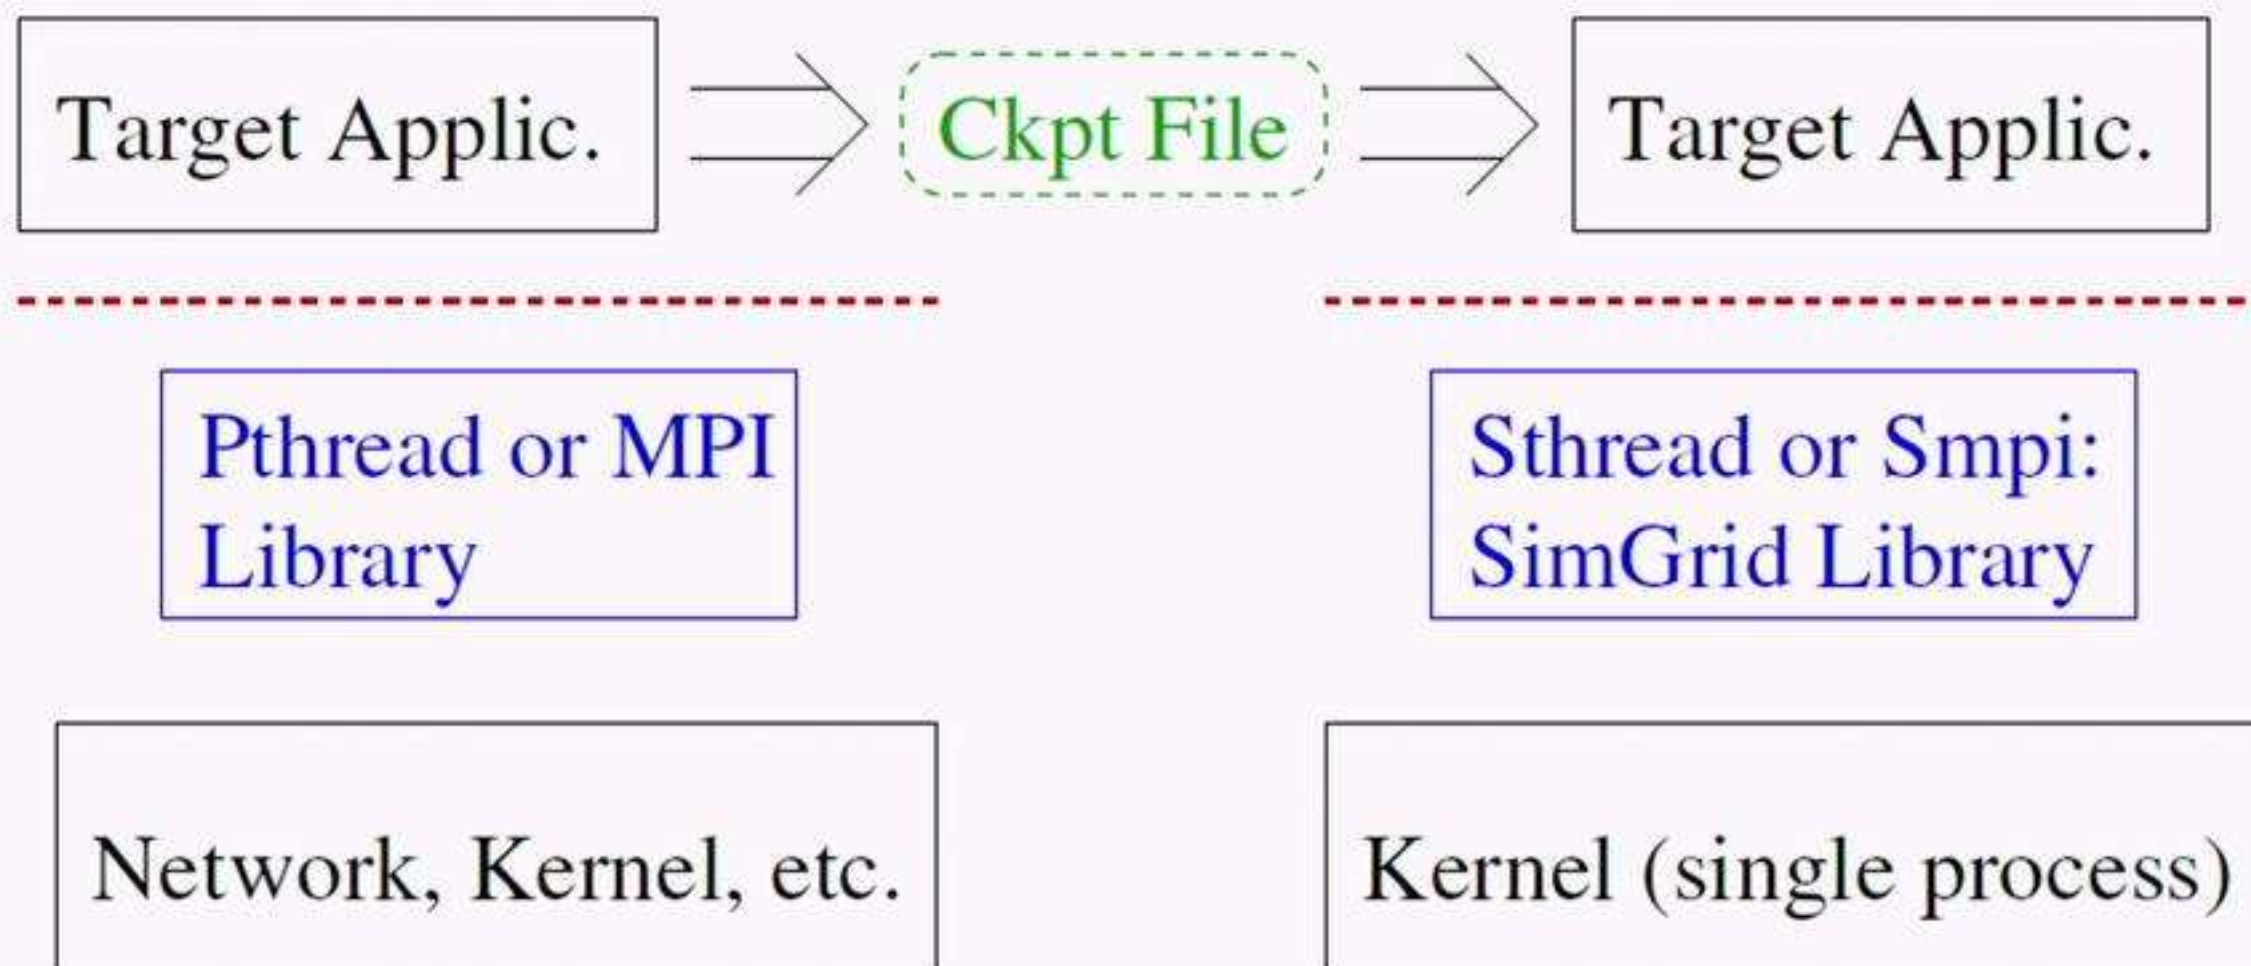 Target Applic.
Ckpt File
Target Applic.
Pthread or MPI
Library
Sthread or Smpi:
SimGrid Library
Network, Kernel, etc.
Kernel (single process)